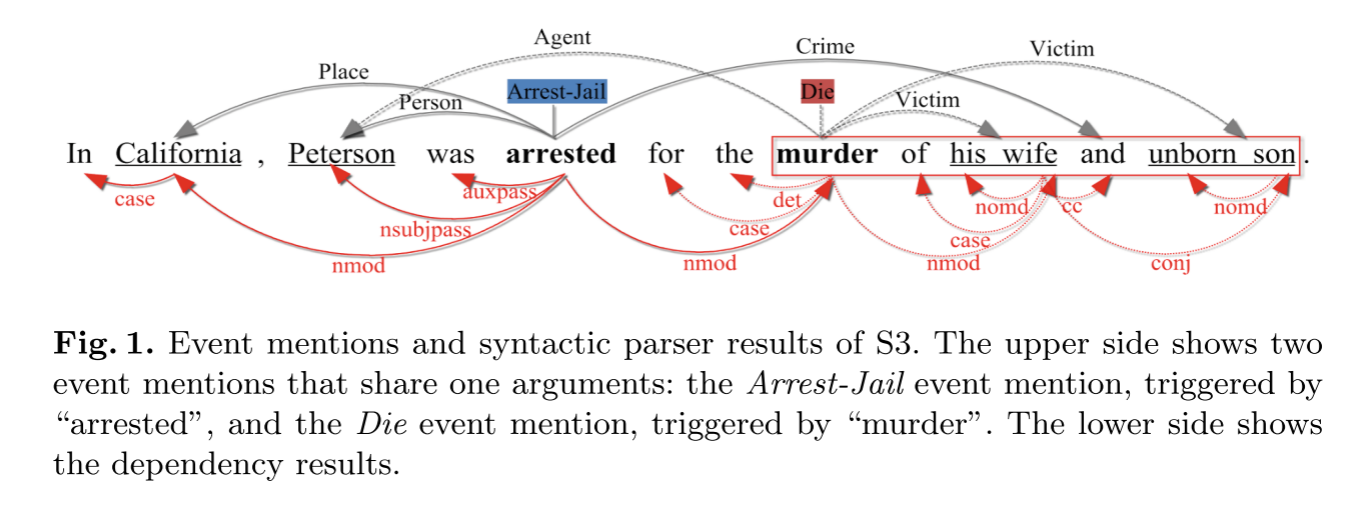 Agent
Crime
Victim
Place
Person
Arrest-Jail
Die
Victim
In California , Peterson was arrested for the murder of his wife and unborn son .
case
auxpass
det
nomd
cc
nomd
nsubjpass
case
case
nmod
nmod
nmod
conj
Fig. 1. Event mentions and syntactic parser results of S3. The upper side shows two
event mentions that share one arguments: the Arrest-Jail event mention, triggered by
“arrested”, and the Die event mention, triggered by “murder”. The lower side shows
the dependency results.